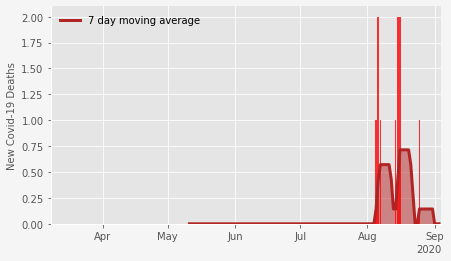 7 day moving average
New Covid-19 Deaths
2.00
1.75
1.50
1.25
1.00
0.75
0.50
0.25
0.00
Apr
May
Jun
Jul
Aug
Sep
2020